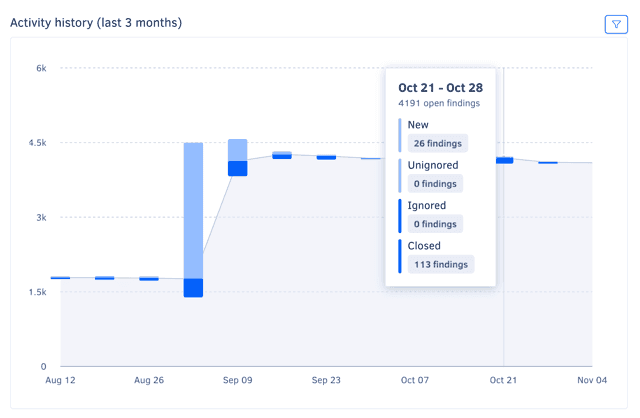 Activity history (last 3 months)
6k
4.5k
3k
1.5k
0
Aug 12
Aug 26
Sep 09
Sep 23
Oct 07
Oct 21
Nov 04
Oct 21 - Oct 28
4191 open findings
New
26 findings
Unignored
0 findings
Ignored
0 findings
Closed
113 findings